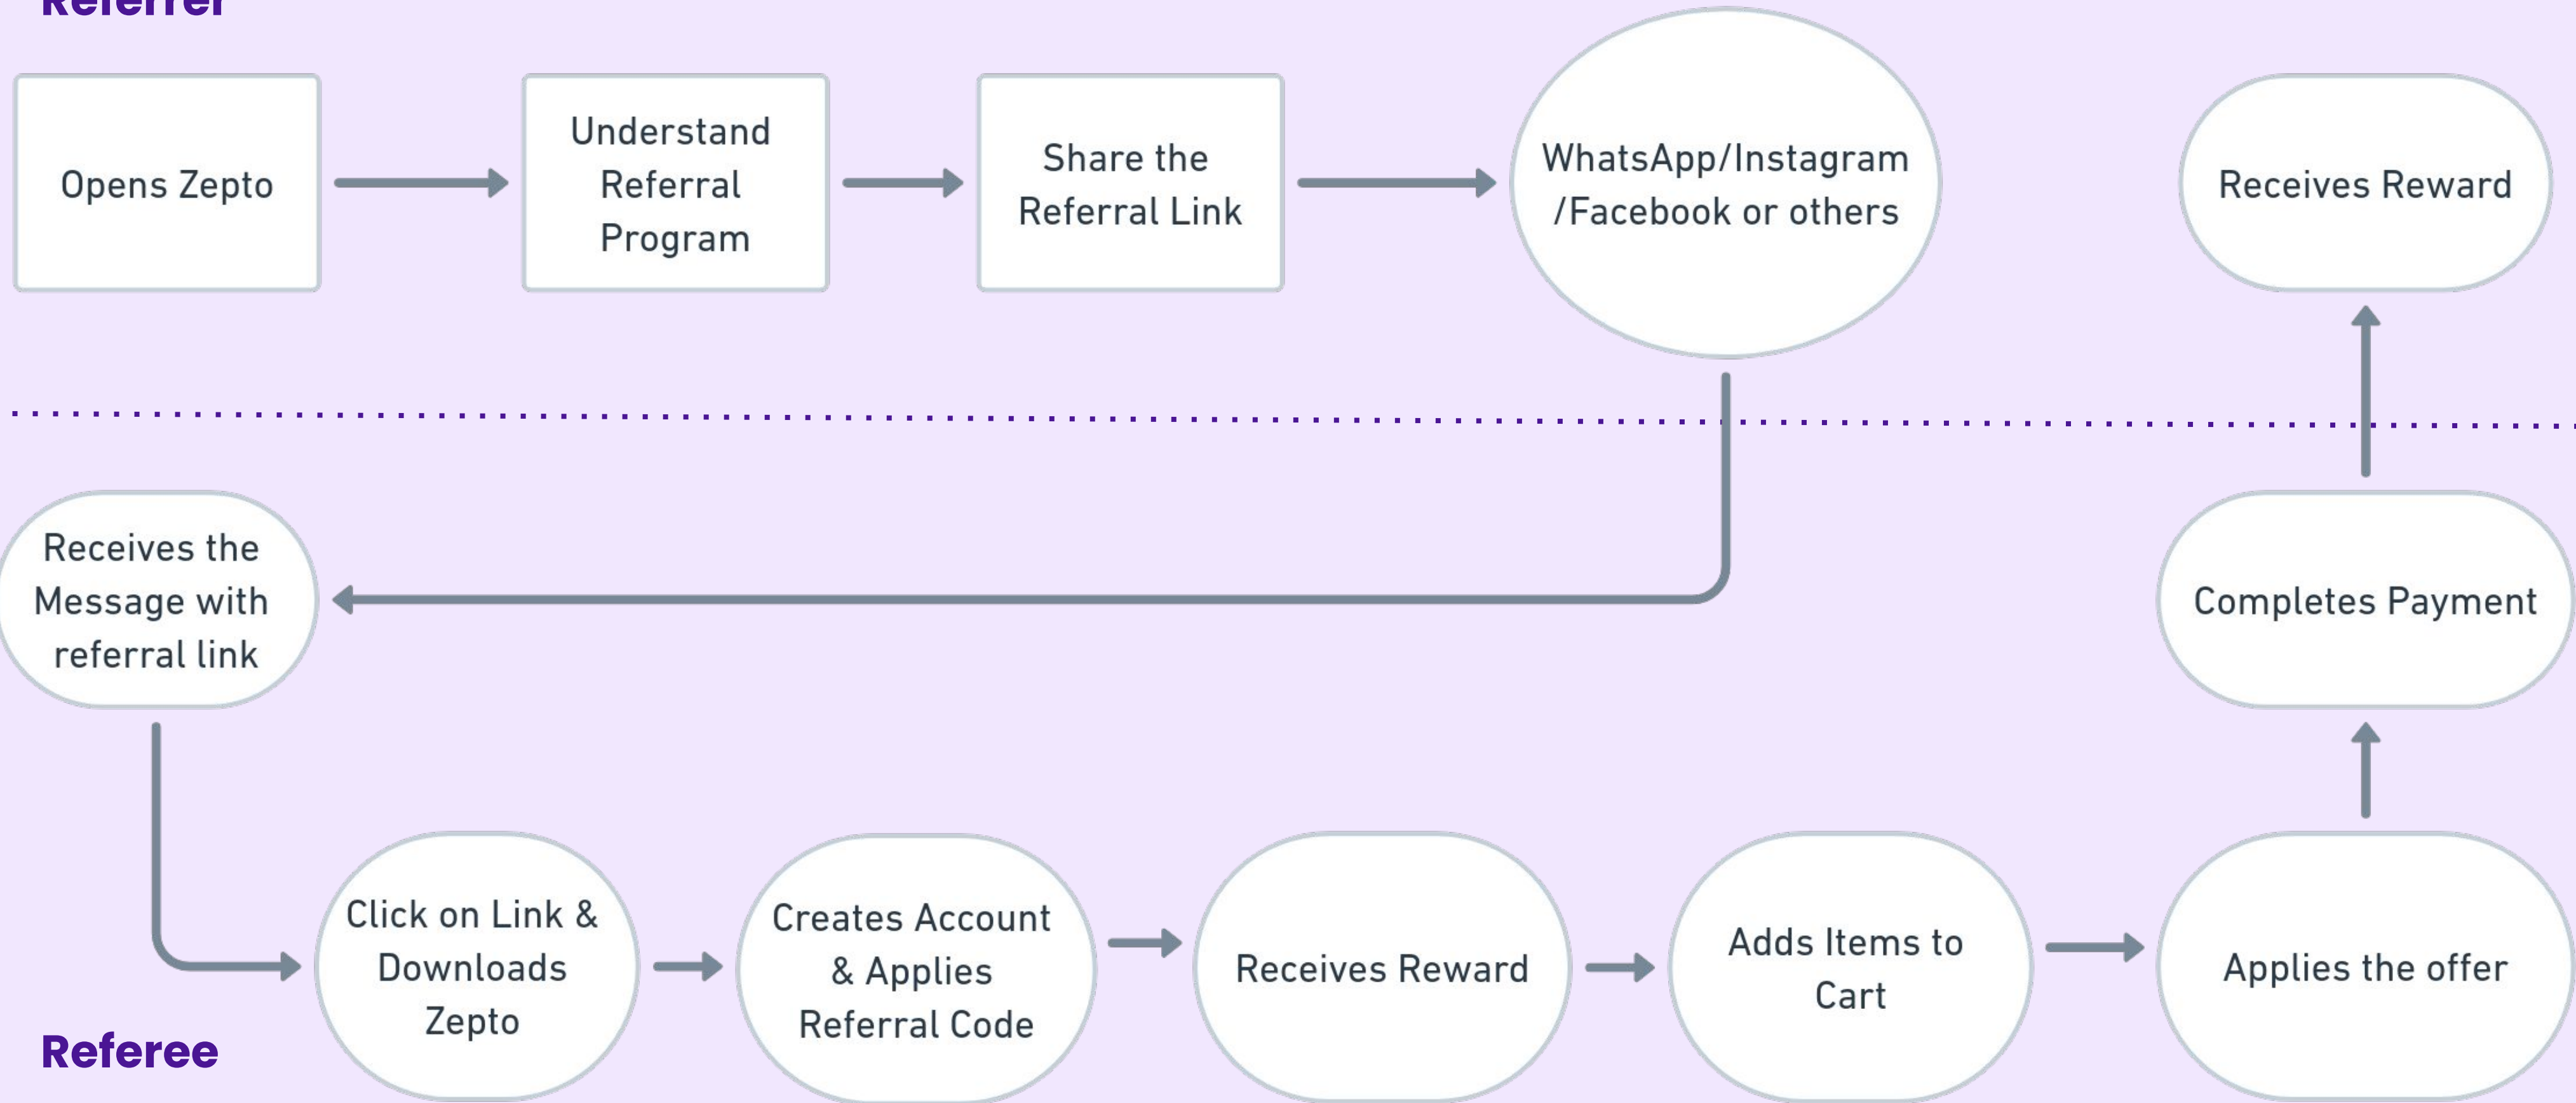 Referrer
Opens Zepto
Understand
Referral
Program
Share the
Referral Link
WhatsApp/Instagram
/Facebook or others
Receives Reward
Receives the
Message with
referral link
Completes Payment
Click on Link &
Downloads
Zepto
Creates Account
& Applies
Referral Code
Receives Reward
Adds Items to
Cart
Applies the offer
Referee